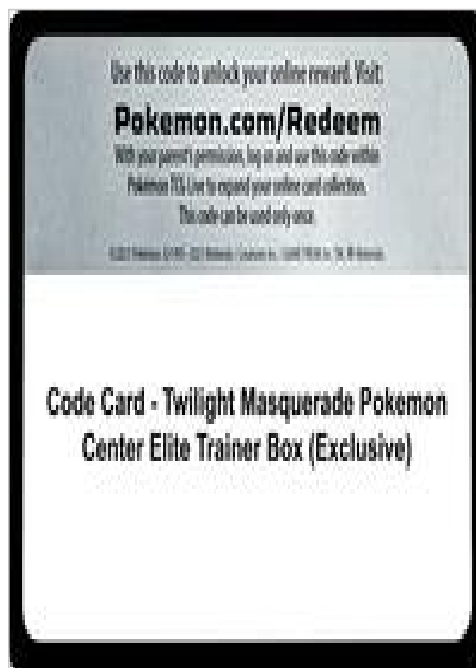 Use this code to unlock your online reward. Visit:
Pokemon.com/Redeem
With your parent's permission, log on and use this code within
Pokémon TCG Live to expand your online card collection.
This code can be used only once.
Code Card - Twilight Masquerade Pokemon
Center Elite Trainer Box (Exclusive)